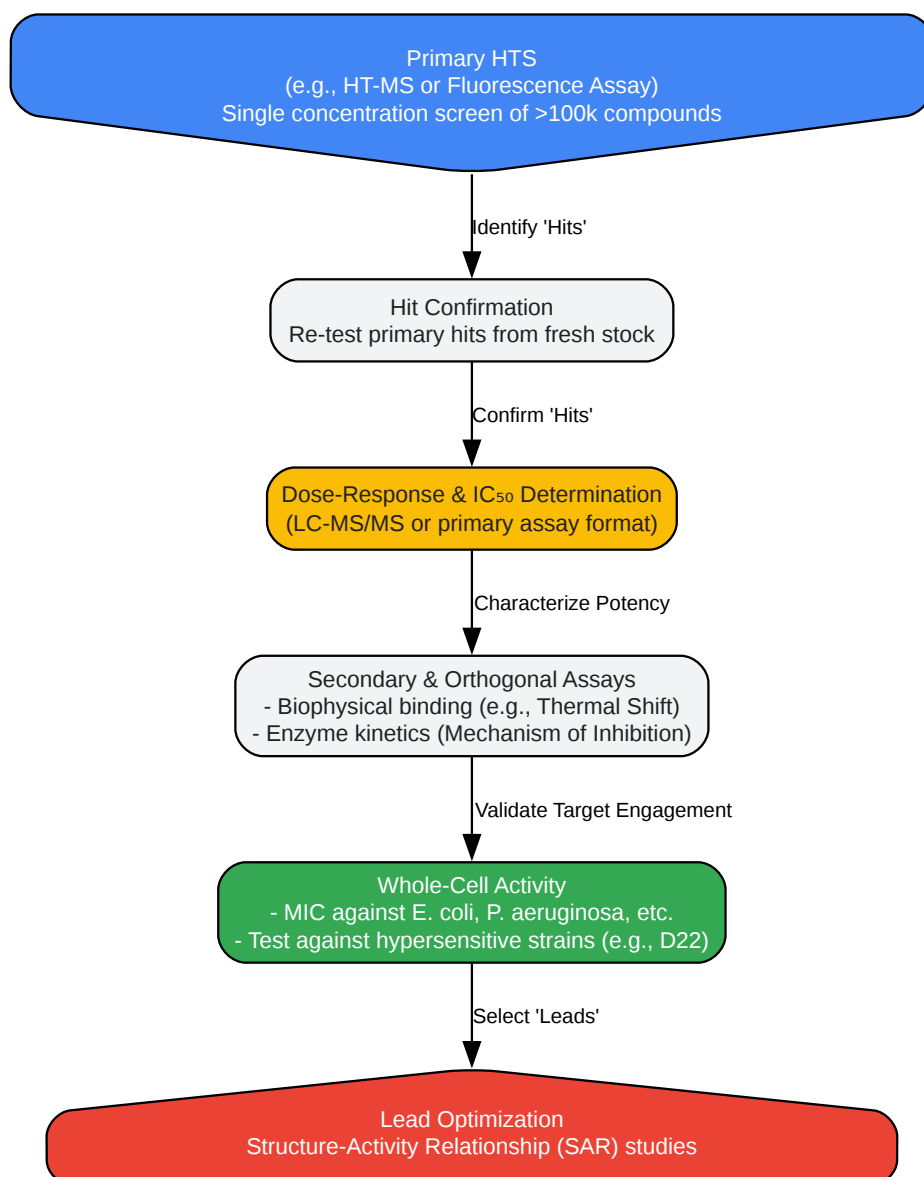 Primary HTS
(e.g., HT-MS or Fluorescence Assay)
Single concentration screen of >100k compounds
Identify 'Hits'
Hit Confirmation
Re-test primary hits from fresh stock
Confirm 'Hits'
Dose-Response & IC₅₀ Determination
(LC-MS/MS or primary assay format)
Characterize Potency
Secondary & Orthogonal Assays
- Biophysical binding (e.g., Thermal Shift)
- Enzyme kinetics (Mechanism of Inhibition)
Validate Target Engagement
Whole-Cell Activity
- MIC against E. coli, P. aeruginosa, etc.
- Test against hypersensitive strains (e.g., D22)
Select 'Leads'
Lead Optimization
Structure-Activity Relationship (SAR) studies